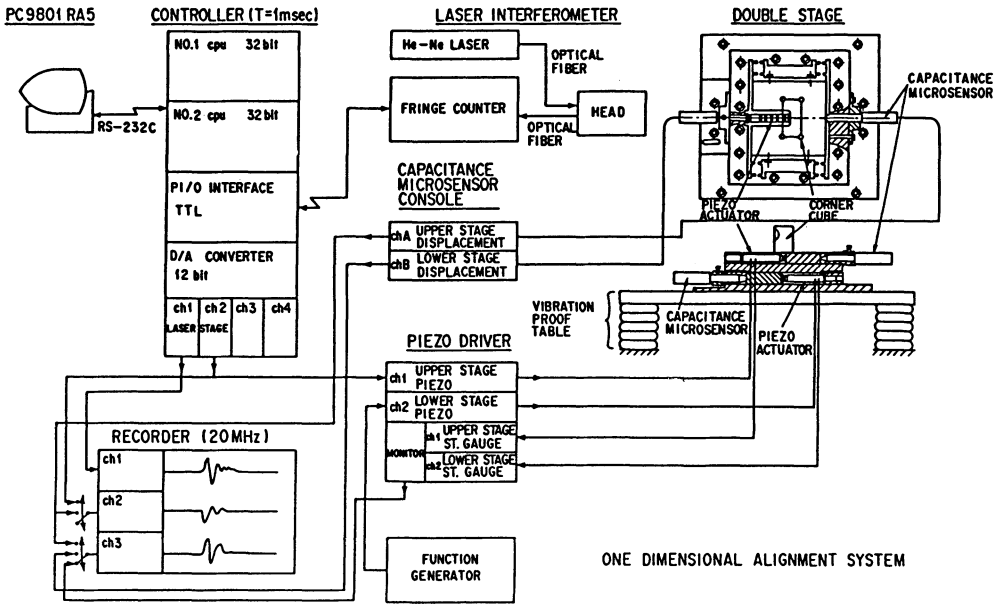 PC9801 RA5
CONTROLLER (T=1msec)
NO.1 cpu 32bit
NO.2 cpu 32 bit
RS-232C
PI/O INTERFACE
TTL
D/A CONVERTER
12 bit
ch1 ch2 ch3 ch4
LASER STAGE
LASER INTERFEROMETER
He-Ne LASER
OPTICAL
FIBER
FRINGE COUNTER
HEAD
OPTICAL
FIBER
CAPACITANCE
MICROSENSOR
CONSOLE
chA UPPER STAGE
DISPLACEMENT
chB LOWER STAGE
DISPLACEMENT
DOUBLE STAGE
CAPACITANCE
MICROSENSOR
PIEZO
ACTUATOR
CORNER
CUBE
VIBRATION
PROOF
TABLE
CAPACITANCE
MICROSENSOR
PIEZO
ACTUATOR
PIEZO DRIVER
ch1 UPPER STAGE
PIEZO
ch2 LOWER STAGE
PIEZO
MONITOR
ch1 UPPER STAGE
ST. GAUGE
ch2 LOWER STAGE
ST. GAUGE
RECORDER (20MHz)
ch1
ch2
ch3
FUNCTION
GENERATOR
ONE DIMENSIONAL ALIGNMENT SYSTEM